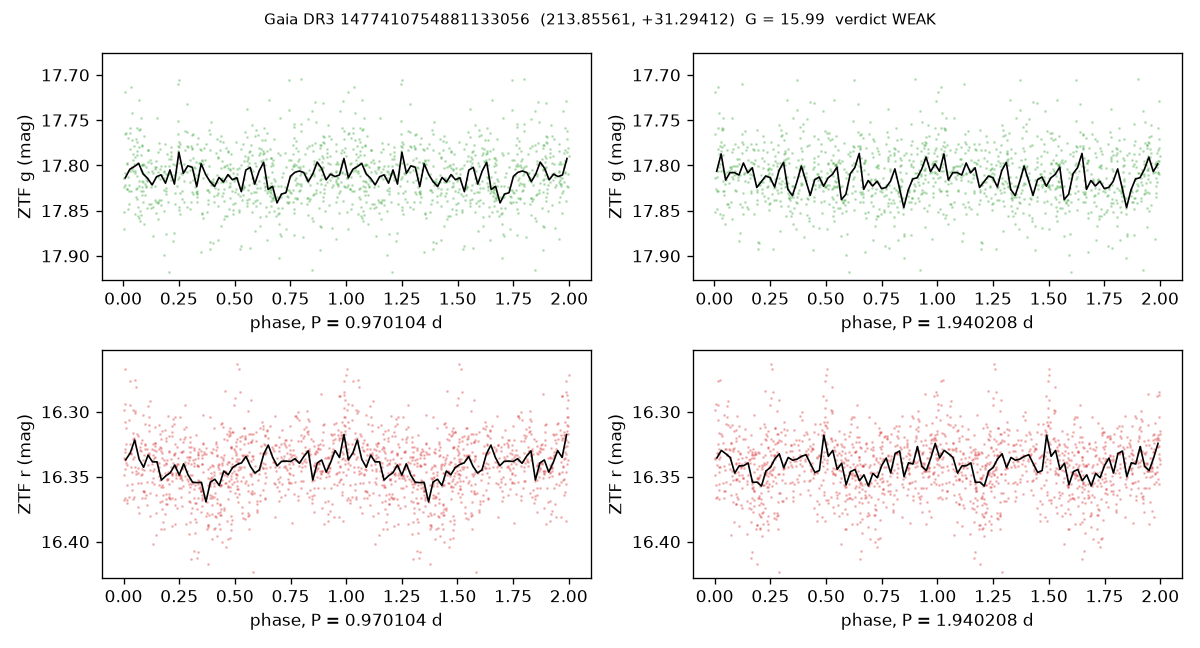 Gaia DR3 1477410754881133056  (213.85561, +31.29412)  G = 15.99  verdict WEAK
17.70
17.75
17.80
17.85
17.90
ZTF g (mag)
0.00 0.25 0.50 0.75 1.00 1.25 1.50 1.75 2.00
phase, P = 0.970104 d
17.70
17.75
17.80
17.85
17.90
ZTF g (mag)
0.00 0.25 0.50 0.75 1.00 1.25 1.50 1.75 2.00
phase, P = 1.940208 d
16.30
16.35
16.40
ZTF r (mag)
0.00 0.25 0.50 0.75 1.00 1.25 1.50 1.75 2.00
phase, P = 0.970104 d
16.30
16.35
16.40
ZTF r (mag)
0.00 0.25 0.50 0.75 1.00 1.25 1.50 1.75 2.00
phase, P = 1.940208 d